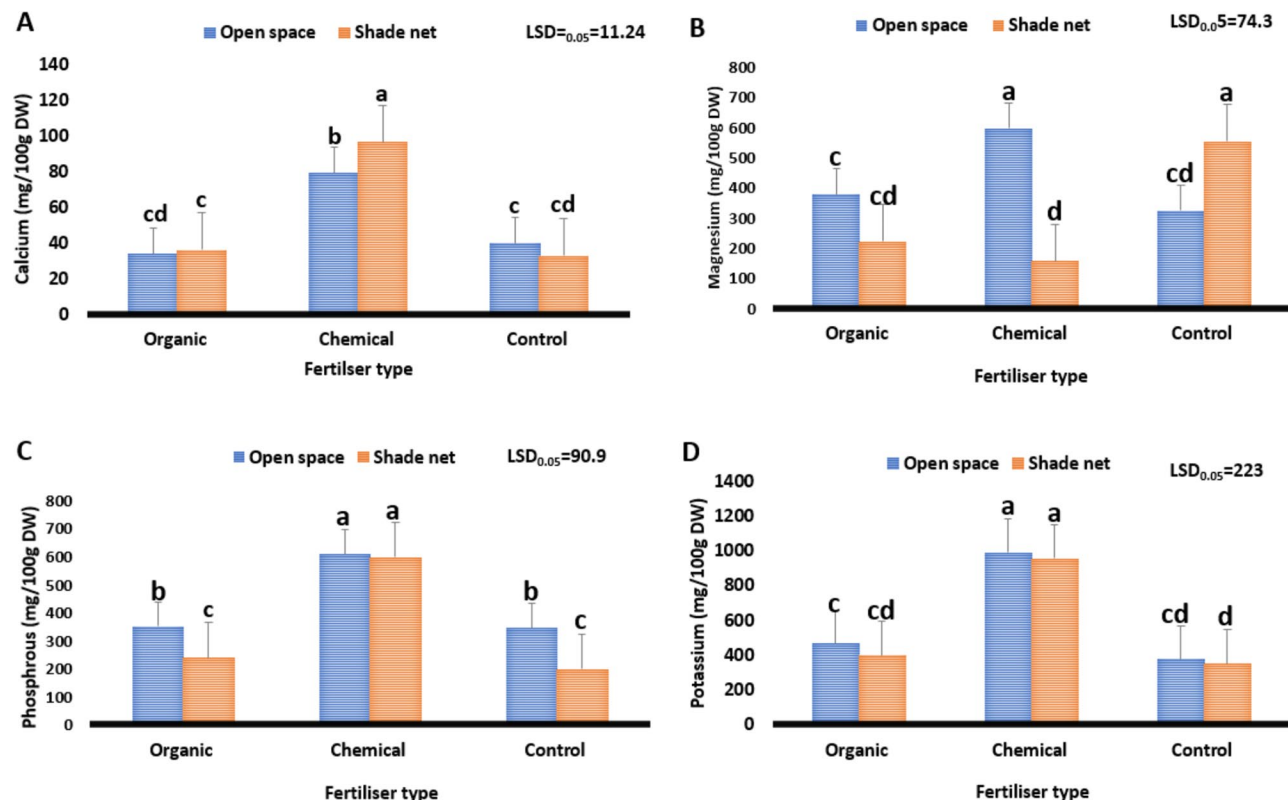 A
Open space Shade net LSD=0.05=11.24
Calcium (mg/100g DW)
140
120
100
80
60
40
20
0
cd c b a c cd
Organic Chemical Control
Fertilser type
B
Open space Shade net LSD0.05=74.3
Magnesium (mg/100g DW)
800
700
600
500
400
300
200
100
0
c cd a d cd a
Organic Chemical Control
Fertiliser type
C
Open space Shade net LSD0.05=90.9
Phosphrous (mg/100g DW)
800
700
600
500
400
300
200
100
0
b c a a b c
Organic Chemical Control
Fertiliser type
D
Open space Shade net LSD0.05=223
Potassium (mg/100g DW)
1400
1200
1000
800
600
400
200
0
c cd a a cd d
Organic Chemical Control
Fertiliser type